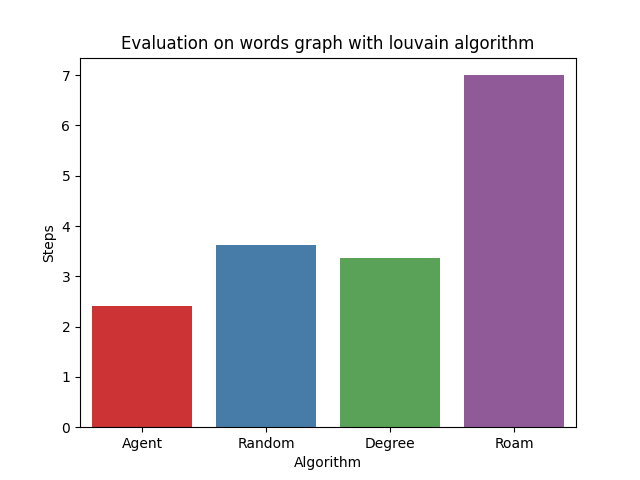 Evaluation on words graph with louvain algorithm
7
6
5
4
3
2
1
0
Steps
Agent Random Degree Roam
Algorithm